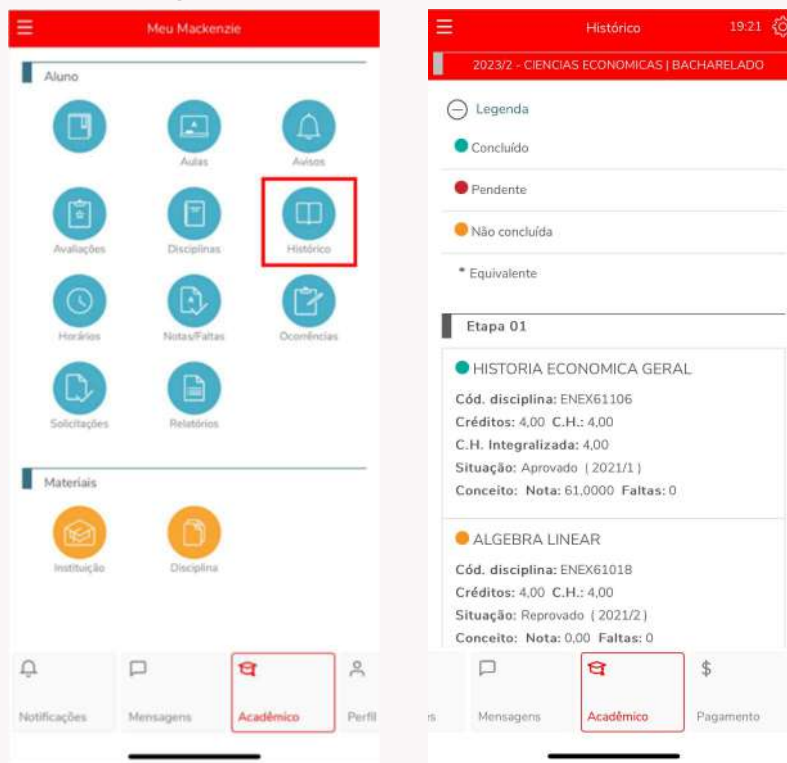 Meu Mackenzie
Aluno
Aulas
Avisos
Avaliações
Disciplinas
Histórico
Horários
Notas/Faltas
Ocorrências
Solicitações
Relatórios
Materiais
Instituição
Disciplina
Notificações
Mensagens
Acadêmico
Perfil
Histórico
19:21
2023/2 - CIENCIAS ECONOMICAS | BACHARELADO
Legenda
Concluído
Pendente
Não concluída
* Equivalente
Etapa 01
HISTORIA ECONOMICA GERAL
Cód. disciplina: ENEX61106
Créditos: 4,00 C.H.: 4,00
C.H. Integralizada: 4,00
Situação: Aprovado ( 2021/1 )
Conceito: Nota: 61,0000 Faltas: 0
ALGEBRA LINEAR
Cód. disciplina: ENEX61018
Créditos: 4,00 C.H.: 4,00
Situação: Reprovado ( 2021/2 )
Conceito: Nota: 0,00 Faltas: 0
es
Mensagens
Acadêmico
$
Pagamento